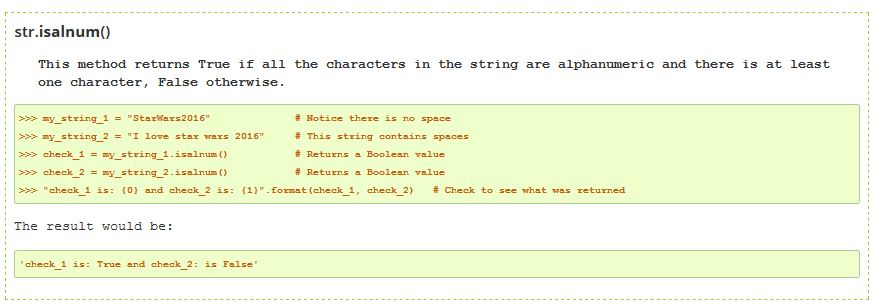 str.isalnum()
This method returns True if all the characters in the string are alphanumeric and there is at least
one character, False otherwise.
>>> my_string_1 = "StarWars2016" # Notice there is no space
>>> my_string_2 = "I love star wars 2016" # This string contains spaces
>>> check_1 = my_string_1.isalnum() # Returns a Boolean value
>>> check_2 = my_string_2.isalnum() # Returns a Boolean value
>>> "check_1 is: {0} and check_2 is: {1}".format(check_1, check_2) # Check to see what was returned
The result would be:
'check_1 is: True and check_2: is False'